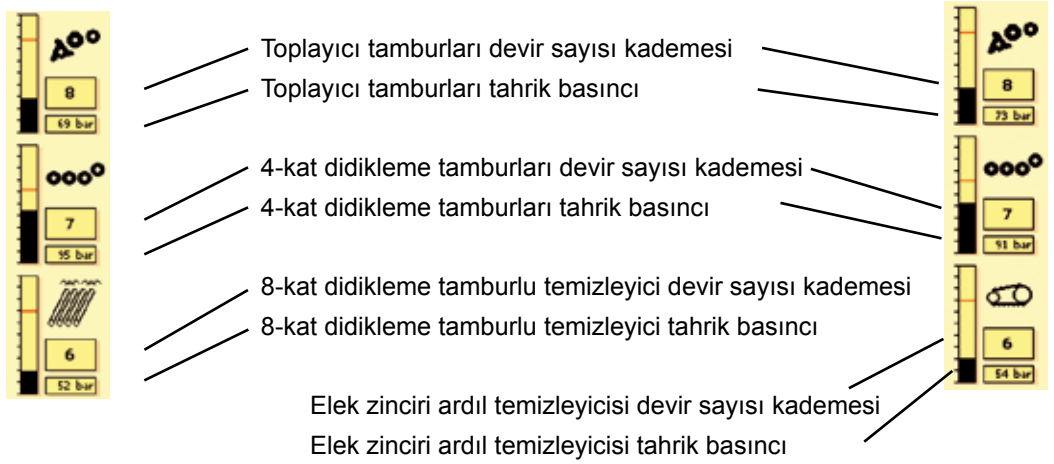 8
69 bar
7
95 bar
6
52 bar
Toplayıcı tamburları devir sayısı kademesi
Toplayıcı tamburları tahrik basıncı
4-kat didikleme tamburları devir sayısı kademesi
4-kat didikleme tamburları tahrik basıncı
8-kat didikleme tamburlu temizleyici devir sayısı kademesi
8-kat didikleme tamburlu temizleyici tahrik basıncı
Elek zinciri ardıl temizleyicisi devir sayısı kademesi
Elek zinciri ardıl temizleyicisi tahrik basıncı
8
73 bar
7
91 bar
6
54 bar